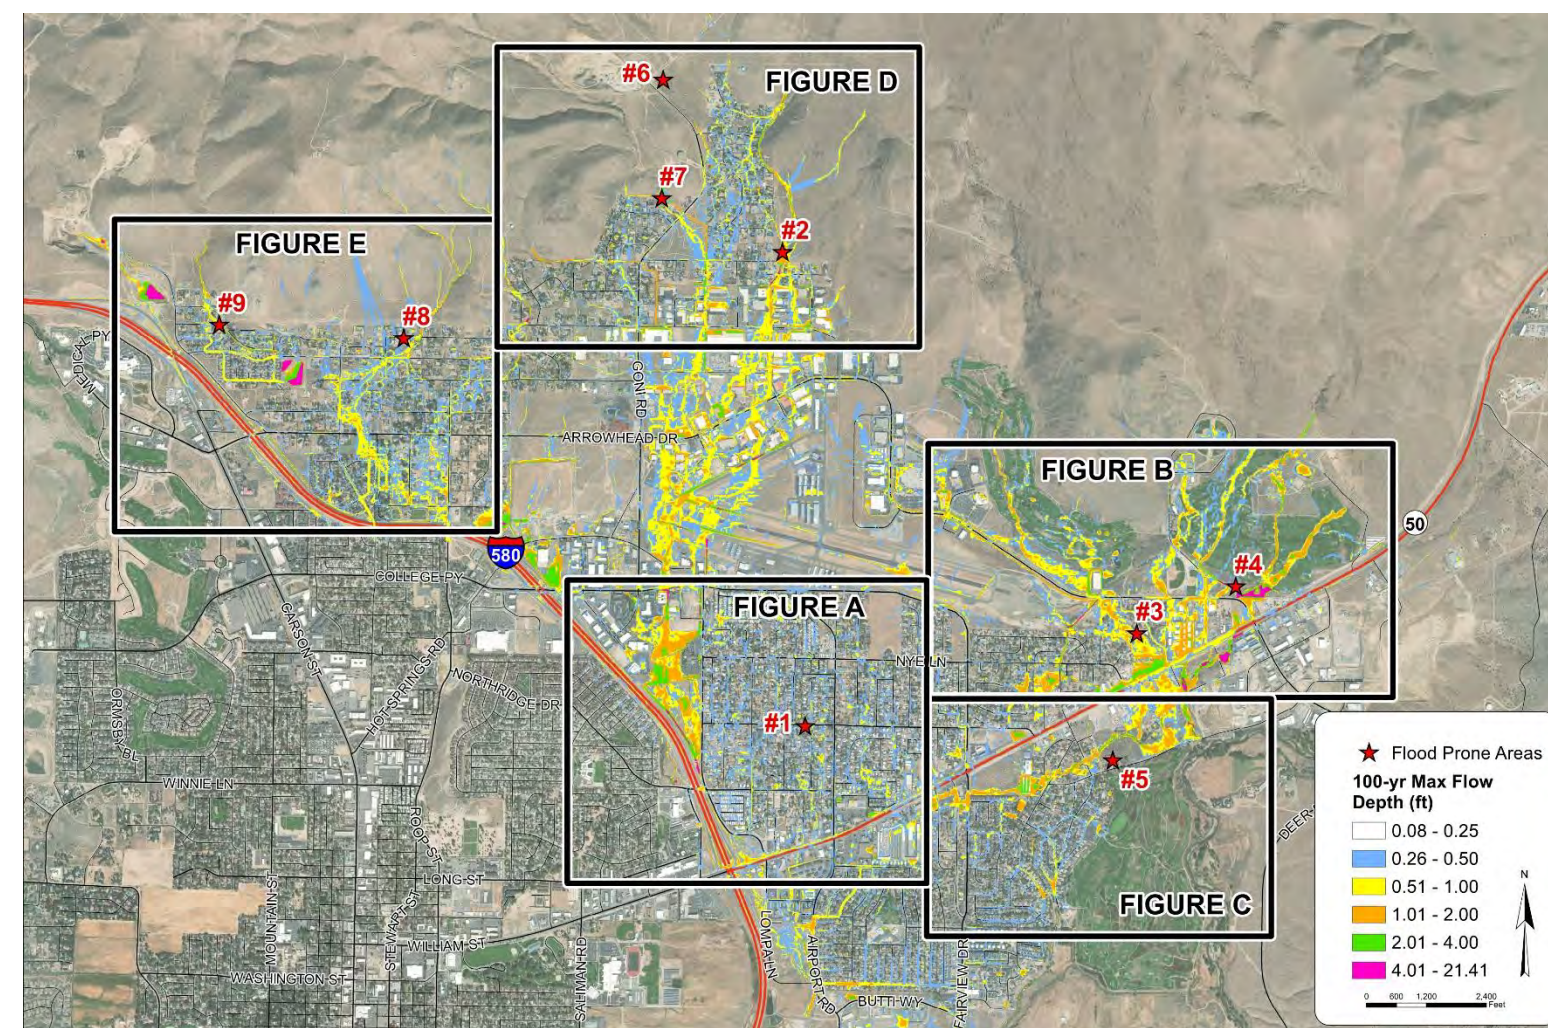 #6
FIGURE D
#7
#2
FIGURE E
#9
#8
MEDICAL PY
GONI RD
ARROWHEAD DR
FIGURE B
50
580
COLLEGE PY
#4
FIGURE A
CARSON ST
#3
HOT SPRINGS RD
NYE LN
NORTHRIDGE DR
ORMSBY BL
#1
#5
WINNIE LN
ROOP ST
LONG ST
FIGURE C
MOUNTAIN ST
STEWART ST
WILLIAM ST
SALIMAN RD
LOMPA LN
AIRPORT RD
FAIRVIEW DR
WASHINGTON ST
BUTTI WY
DEER
Flood Prone Areas
100-yr Max Flow
Depth (ft)
0.08 - 0.25
0.26 - 0.50
0.51 - 1.00
1.01 - 2.00
2.01 - 4.00
4.01 - 21.41
N
0 600 1,200 2,400
Feet